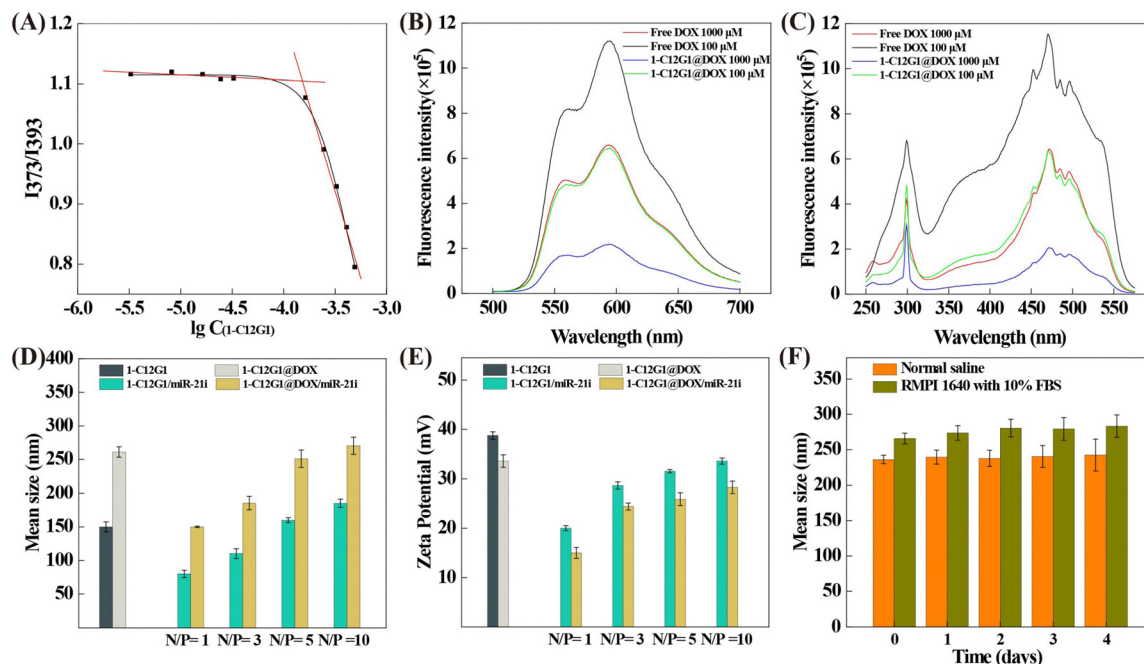 (A)
1.2
1.1
1.0
0.9
0.8
I373/I393
-6.0 -5.5 -5.0 -4.5 -4.0 -3.5 -3.0
lg C(1-C12G1)
(B)
12
10
8
6
4
2
0
Fluorescence intensity(×10⁵)
Free DOX 1000 μM
Free DOX 100 μM
1-C12G1@DOX 1000 μM
1-C12G1@DOX 100 μM
500 550 600 650 700
Wavelength (nm)
(C)
12
10
8
6
4
2
0
Fluorescence intensity (×10⁵)
Free DOX 1000 μM
Free DOX 100 μM
1-C12G1@DOX 1000 μM
1-C12G1@DOX 100 μM
250 300 350 400 450 500 550
Wavelength (nm)
(D)
400
350
300
250
200
150
100
50
Mean size (nm)
1-C12G1 1-C12G1@DOX
1-C12G1/miR-21i 1-C12G1@DOX/miR-21i
N/P= 1 N/P= 3 N/P= 5 N/P =10
(E)
50
40
30
20
10
Zeta Potential (mV)
1-C12G1 1-C12G1@DOX
1-C12G1/miR-21i 1-C12G1@DOX/miR-21i
N/P= 1 N/P= 3 N/P= 5 N/P =10
(F)
350
300
250
200
150
100
50
0
Mean size (nm)
Normal saline
RMPI 1640 with 10% FBS
0 1 2 3 4
Time (days)